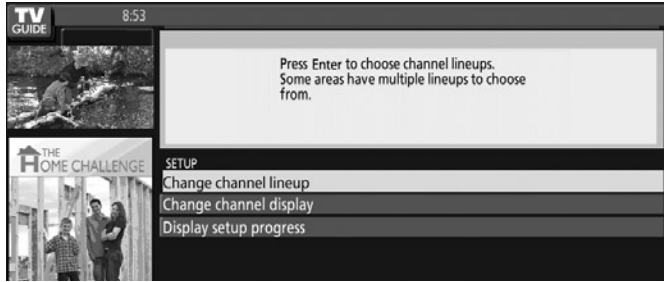 TV
GUIDE
8:53
Press Enter to choose channel lineups.
Some areas have multiple lineups to choose
from.
THE
HOME CHALLENGE
SETUP
Change channel lineup
Change channel display
Display setup progress